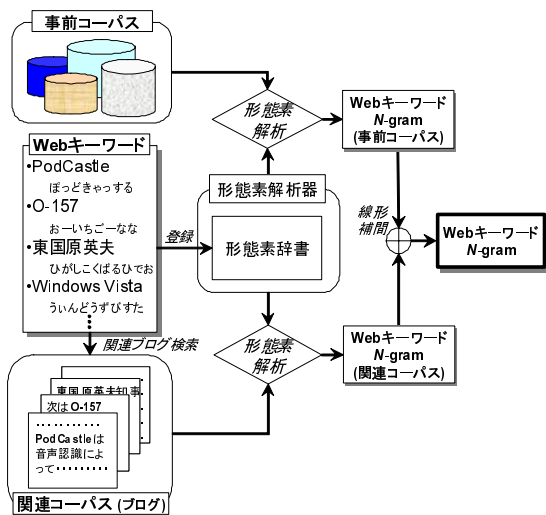 事前コーパス
Webキーワード
•PodCastle
ぽっどきゃっする
•O-157
おーいちごーなな
•東国原英夫
ひがしこくばるひでお
•Windows Vista
うぃんどうずびすた
関連ブログ検索
東国原英夫知事
次はO-157
‥‥‥‥‥
PodCastleは
音声認識によ
って‥‥‥‥
関連コーパス(ブログ)
登録
形態素
解析
形態素解析器
形態素辞書
形態素
解析
Webキーワード
N-gram
(事前コーパス)
線形
補間
Webキーワード
N-gram
Webキーワード
N-gram
(関連コーパス)